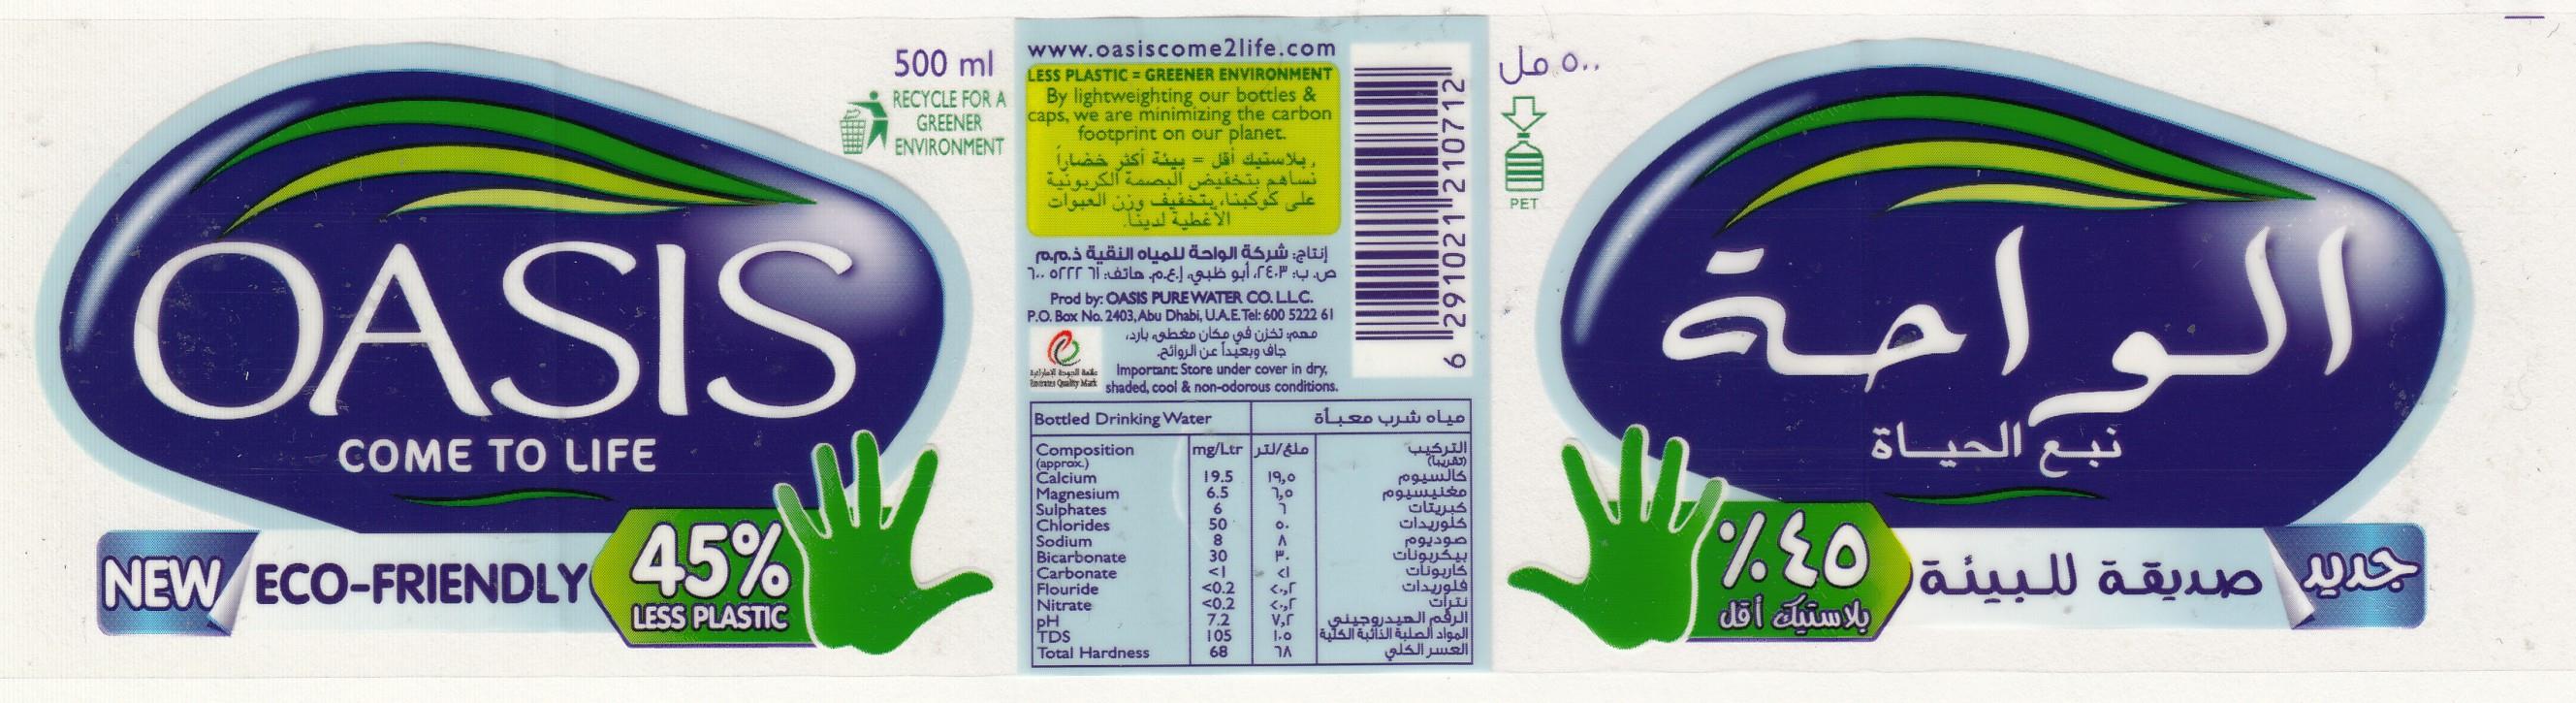 OASIS
COME TO LIFE
NEW
ECO-FRIENDLY
45%
LESS PLASTIC
500 ml
RECYCLE FOR A
GREENER
ENVIRONMENT
www.oasiscome2life.com
LESS PLASTIC = GREENER ENVIRONMENT
By lightweighting our bottles &
caps, we are minimizing the carbon
footprint on our planet.
بلاستيك أقل = بيئة أكثر خضاراً,
نساهم بتخفيض البصمة الكربونية
على كوكبنا، بتخفيف وزن العبوات
الأغطية لدينا.
إنتاج: شركة الواحة للمياه النقية ذ.م.م
ص. ب: ٢٤٠٣، أبو ظبي، إ.ع.م. هاتف: ٦١ ٥٢٢٢ ٦٠٠
Prod by: OASIS PURE WATER CO. L.L.C.
P.O. Box No. 2403, Abu Dhabi, U.A.E. Tel: 600 5222 61
مهم: تخزن في مكان مغطى، بارد،
جاف وبعيداً عن الروائح.
Important: Store under cover in dry,
shaded, cool & non-odorous conditions.
علامة الجودة الإماراتية
Emirates Quality Mark
6 291021 210712
Bottled Drinking Water مياه شرب معبأة
Composition mg/Ltr ملغ/لتر التركيب
(approx.) (تقريبا)
Calcium 19.5 ١٩,٥ كالسيوم
Magnesium 6.5 ٦,٥ مغنيسيوم
Sulphates 6 ٦ كبريتات
Chlorides 50 ٥٠ كلوريدات
Sodium 8 ٨ صوديوم
Bicarbonate 30 ٣٠ بيكربونات
Carbonate <1 <١ كاربونات
Flouride <0.2 <٠,٢ فلوريدات
Nitrate <0.2 <٠,٢ نترات
pH 7.2 ٧,٢ الرقم الهيدروجيني
TDS 105 ١٠٥ المواد الصلبة الذائبة الكلية
Total Hardness 68 ٦٨ العسر الكلي
٥٠٠ مل
PET
الواحة
نبع الحياة
٤٥٪
بلاستيك أقل
صديقة للبيئة
جديد